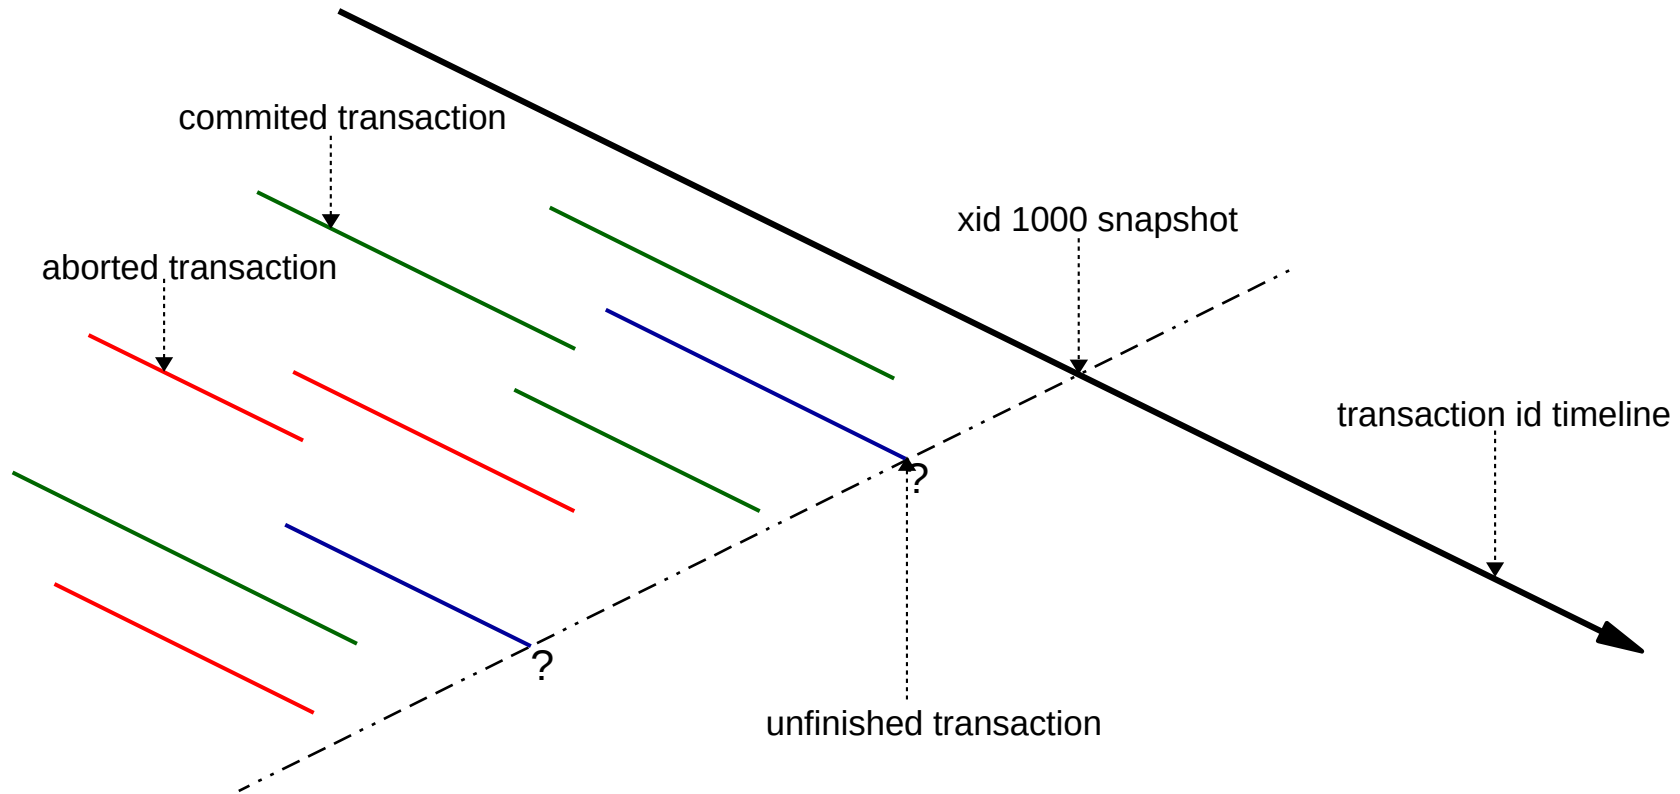 commited transaction
xid 1000 snapshot
aborted transaction
transaction id timeline
?
?
unfinished transaction